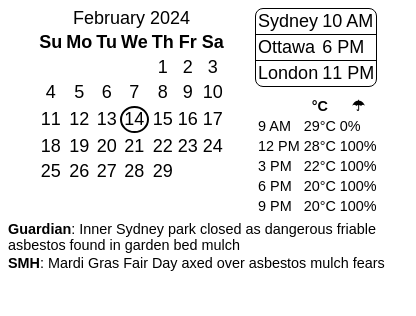 February 2024
Su Mo Tu We Th Fr Sa
1 2 3
4 5 6 7 8 9 10
11 12 13 14 15 16 17
18 19 20 21 22 23 24
25 26 27 28 29
Sydney 10 AM
Ottawa 6 PM
London 11 PM
°C ☂
9 AM 29°C 0%
12 PM 28°C 100%
3 PM 22°C 100%
6 PM 20°C 100%
9 PM 20°C 100%
Guardian: Inner Sydney park closed as dangerous friable
asbestos found in garden bed mulch
SMH: Mardi Gras Fair Day axed over asbestos mulch fears